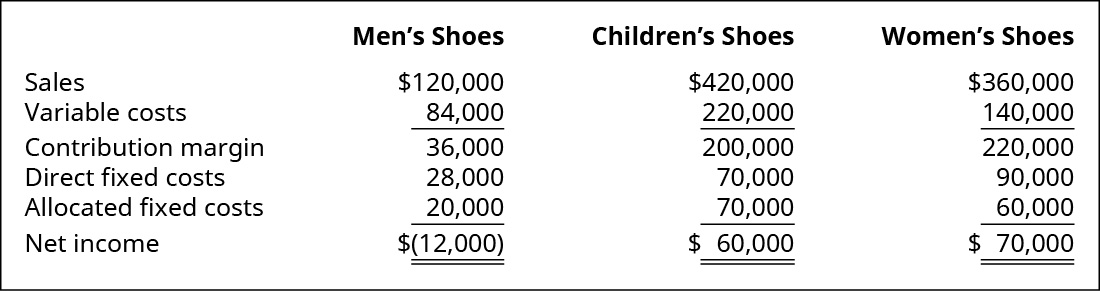 Men’s Shoes Children’s Shoes Women’s Shoes
Sales $120,000 $420,000 $360,000
Variable costs 84,000 220,000 140,000
Contribution margin 36,000 200,000 220,000
Direct fixed costs 28,000 70,000 90,000
Allocated fixed costs 20,000 70,000 60,000
Net income $(12,000) $ 60,000 $ 70,000